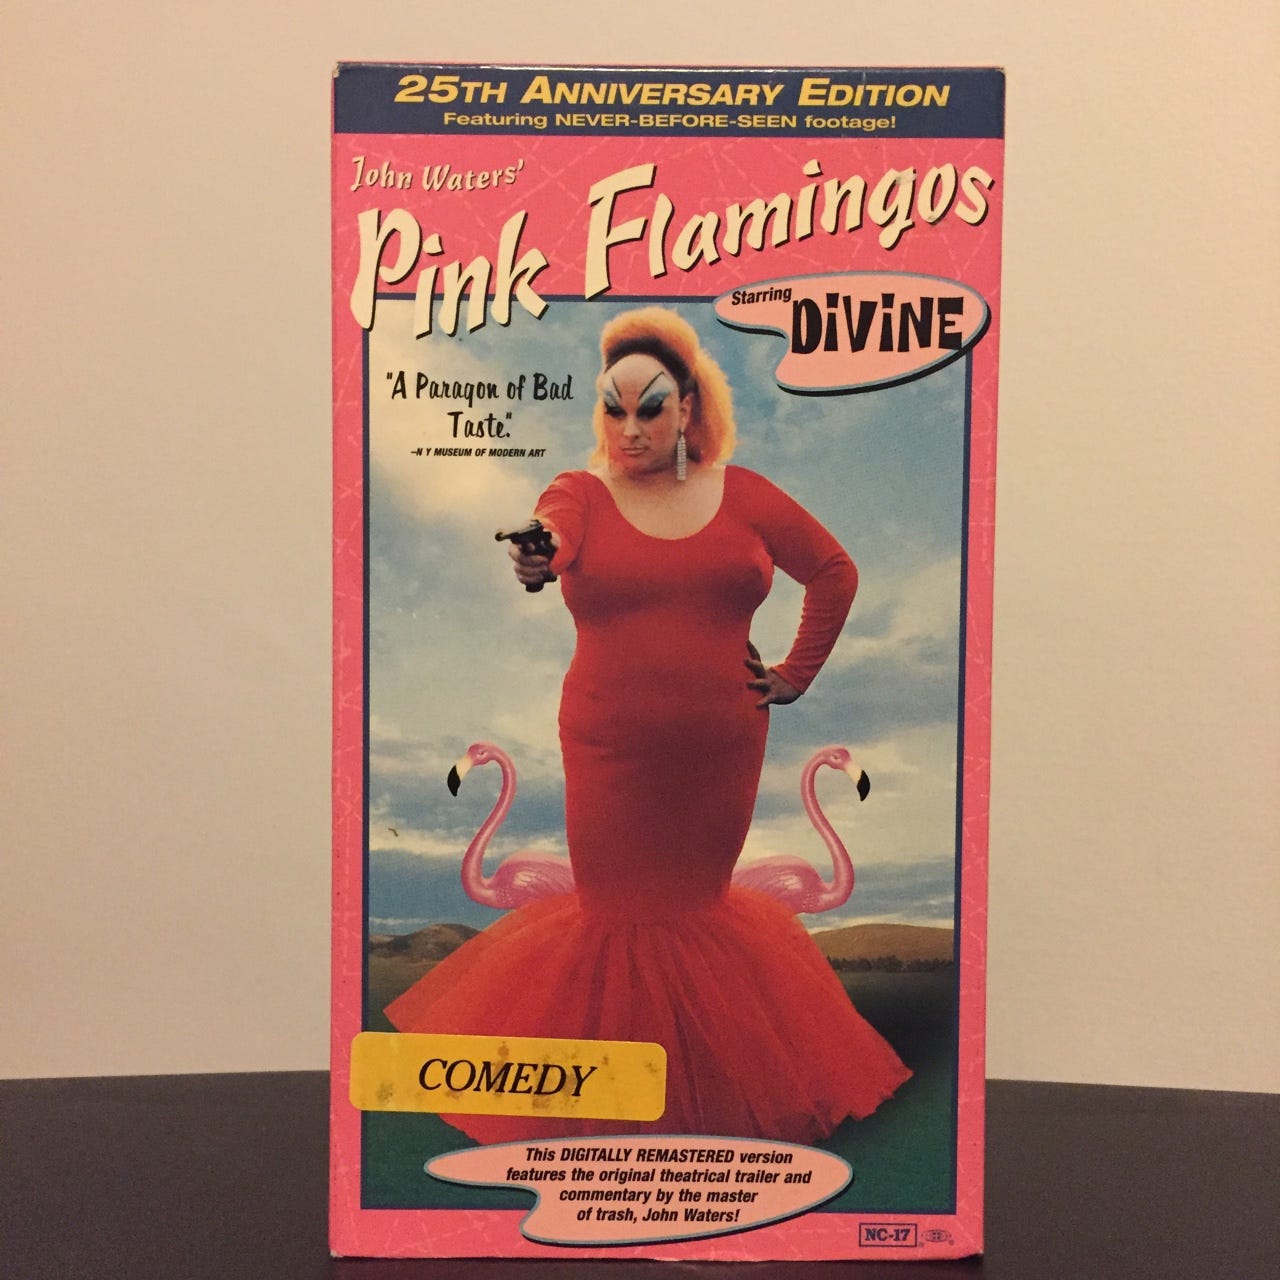 25TH ANNIVERSARY EDITION
Featuring NEVER-BEFORE-SEEN footage!
John Waters'
Pink Flamingos
Starring
DiViNE
"A Paragon of Bad
Taste."
–N Y MUSEUM OF MODERN ART
COMEDY
This DIGITALLY REMASTERED version
features the original theatrical trailer and
commentary by the master
of trash, John Waters!
NC-17